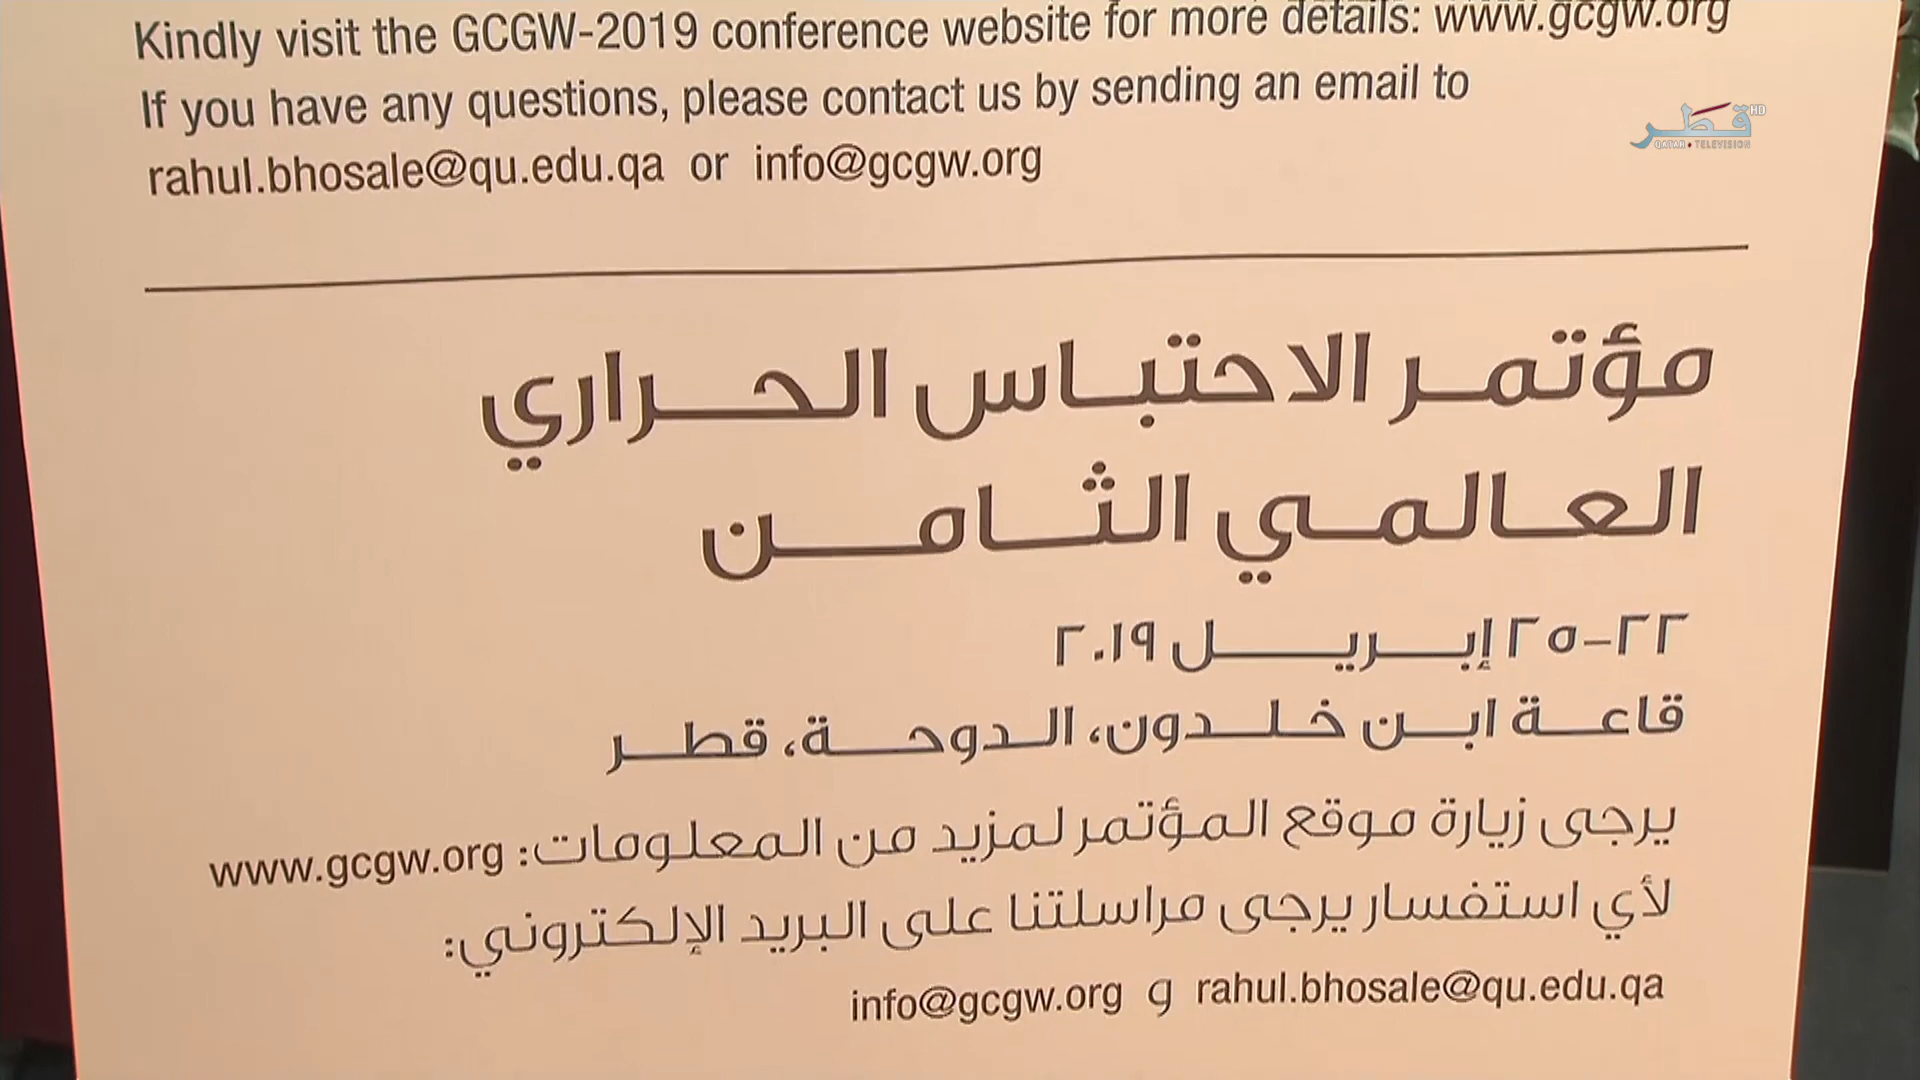 Kindly visit the GCGW-2019 conference website for more details: www.gcgw.org
If you have any questions, please contact us by sending an email to
rahul.bhosale@qu.edu.qa or info@gcgw.org
قطر HD
QATAR TELEVISION
مؤتمر الاحتباس الحراري
العالمي الثامن
٢٢-٢٥ إبريل ٢٠١٩
قاعة ابن خلدون، الدوحة، قطر
يرجى زيارة موقع المؤتمر لمزيد من المعلومات: www.gcgw.org
لأي استفسار يرجى مراسلتنا على البريد الإلكتروني:
rahul.bhosale@qu.edu.qa و info@gcgw.org